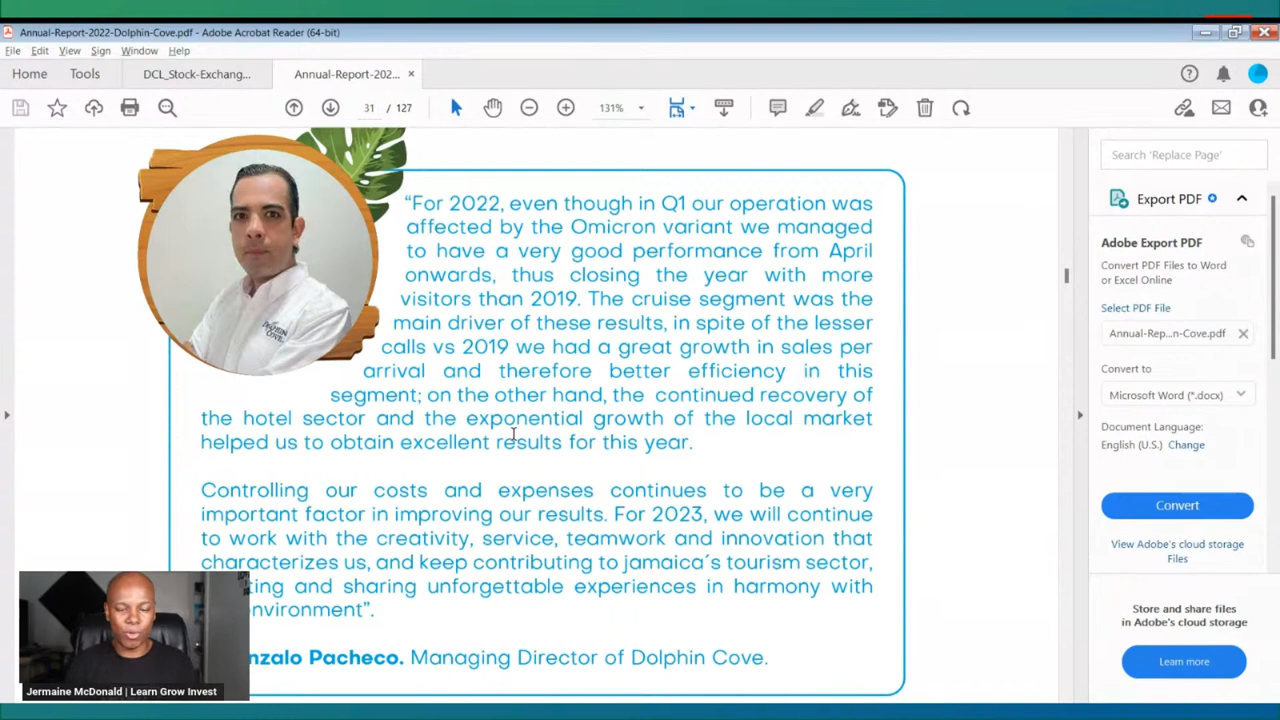 Annual-Report-2022-Dolphin-Cove.pdf - Adobe Acrobat Reader (64-bit)
File Edit View Sign Window Help
Home Tools DCL_Stock-Exchang... Annual-Report-202... ×
31 / 127 131%
Search 'Replace Page'
Export PDF
Adobe Export PDF
Convert PDF Files to Word
or Excel Online
Select PDF File
Annual-Rep...n-Cove.pdf
Convert to
Microsoft Word (*.docx)
Document Language:
English (U.S.) Change
Convert
View Adobe's cloud storage
Files
Store and share files
in Adobe's cloud storage
Learn more
“For 2022, even though in Q1 our operation was
affected by the Omicron variant we managed
to have a very good performance from April
onwards, thus closing the year with more
visitors than 2019. The cruise segment was the
main driver of these results, in spite of the lesser
calls vs 2019 we had a great growth in sales per
arrival and therefore better efficiency in this
segment; on the other hand, the continued recovery of
the hotel sector and the exponential growth of the local market
helped us to obtain excellent results for this year.
Controlling our costs and expenses continues to be a very
important factor in improving our results. For 2023, we will continue
to work with the creativity, service, teamwork and innovation that
characterizes us, and keep contributing to jamaica´s tourism sector,
and sharing unforgettable experiences in harmony with
environment”.
Pacheco. Managing Director of Dolphin Cove.
Jermaine McDonald | Learn Grow Invest